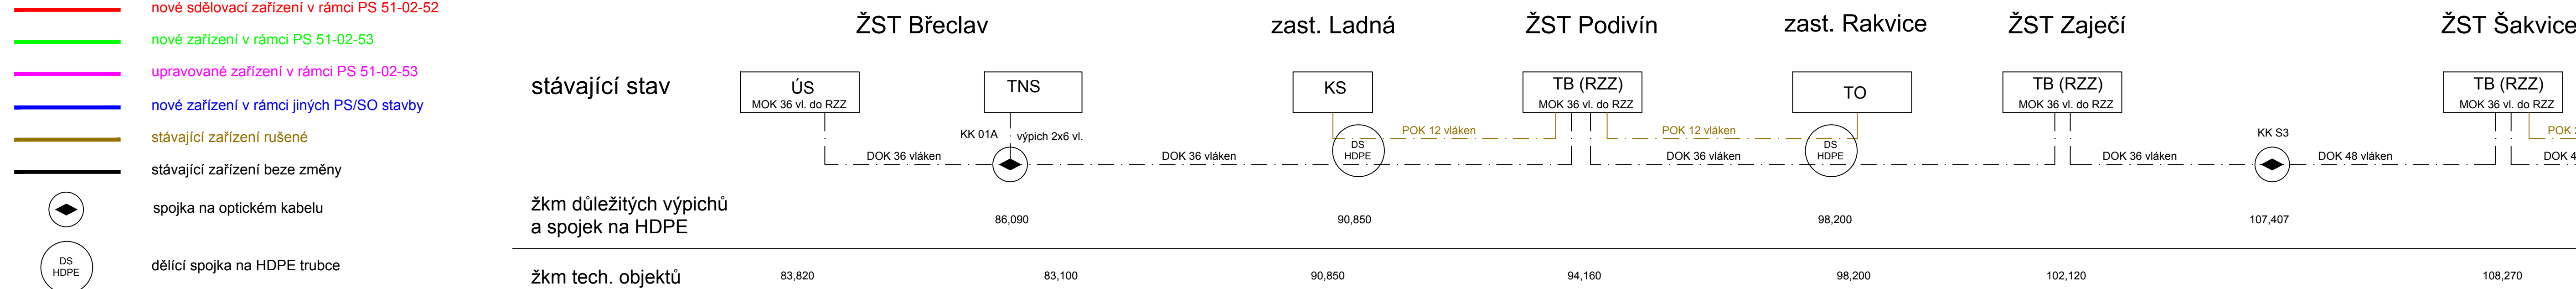 nové sdělovací zařízení v rámci PS 51-02-52
nové zařízení v rámci PS 51-02-53
upravované zařízení v rámci PS 51-02-53
nové zařízení v rámci jiných PS/SO stavby
stávající zařízení rušené
stávající zařízení beze změny
spojka na optickém kabelu
DS
HDPE
dělící spojka na HDPE trubce
ŽST Břeclav
zast. Ladná
ŽST Podivín
zast. Rakvice
ŽST Zaječí
ŽST Šakvice
stávající stav
ÚS
MOK 36 vl. do RZZ
TNS
KS
TB (RZZ)
MOK 36 vl. do RZZ
TO
TB (RZZ)
MOK 36 vl. do RZZ
TB (RZZ)
MOK 36 vl. do RZZ
KK 01A
výpich 2x6 vl.
POK 12 vláken
POK 12 vláken
KK S3
POK
DS
HDPE
DS
HDPE
DOK 36 vláken
DOK 36 vláken
DOK 36 vláken
DOK 36 vláken
DOK 48 vláken
DOK 4
žkm důležitých výpichů
a spojek na HDPE
86,090
90,850
98,200
107,407
žkm tech. objektů
83,820
83,100
90,850
94,160
98,200
102,120
108,270